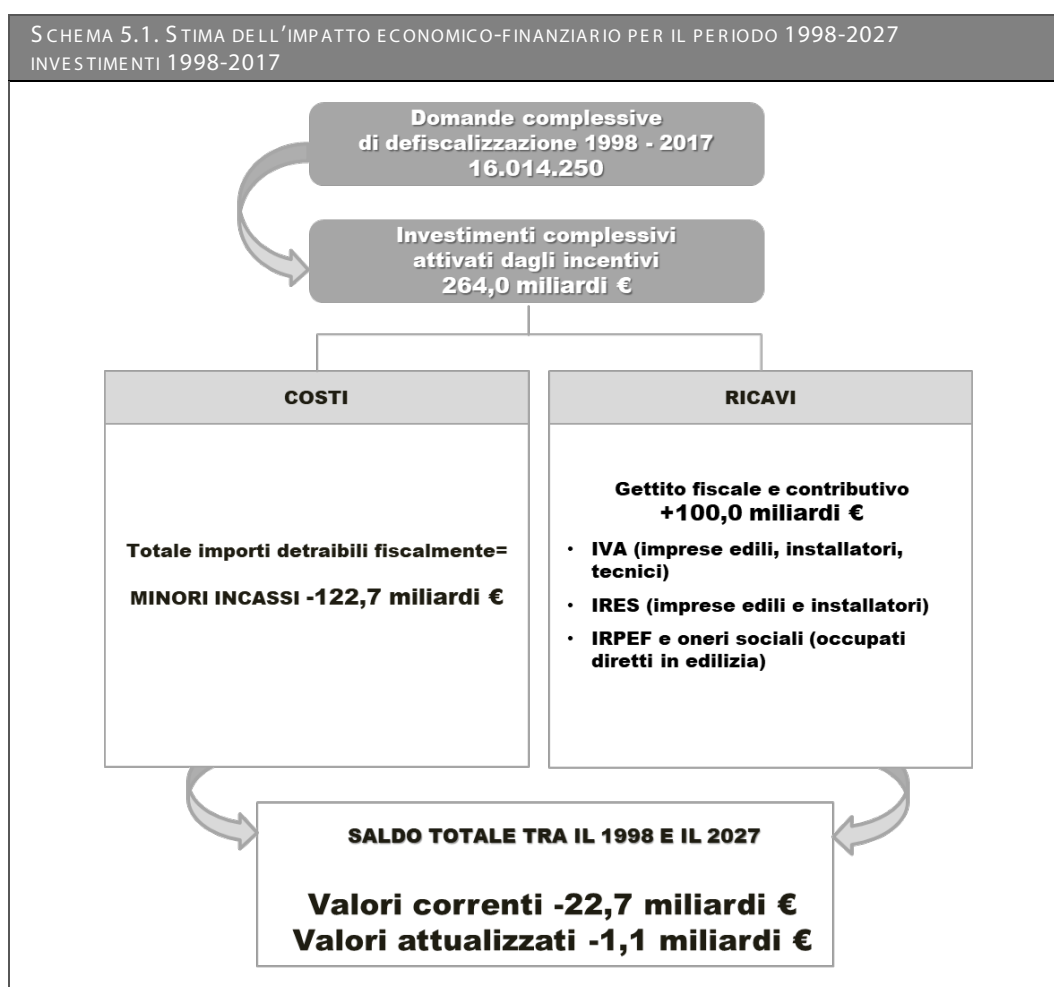 SCHEMA 5.1. STIMA DELL'IMPATTO ECONOMICO-FINANZIARIO PER IL PERIODO 1998-2027
INVESTIMENTI 1998-2017
Domande complessive
di defiscalizzazione 1998 - 2017
16.014.250
Investimenti complessivi
attivati dagli incentivi
264,0 miliardi €
COSTI
Totale importi detraibili fiscalmente=
MINORI INCASSI -122,7 miliardi €
RICAVI
Gettito fiscale e contributivo
+100,0 miliardi €
• IVA (imprese edili, installatori,
tecnici)
• IRES (imprese edili e installatori)
• IRPEF e oneri sociali (occupati
diretti in edilizia)
SALDO TOTALE TRA IL 1998 E IL 2027
Valori correnti -22,7 miliardi €
Valori attualizzati -1,1 miliardi €